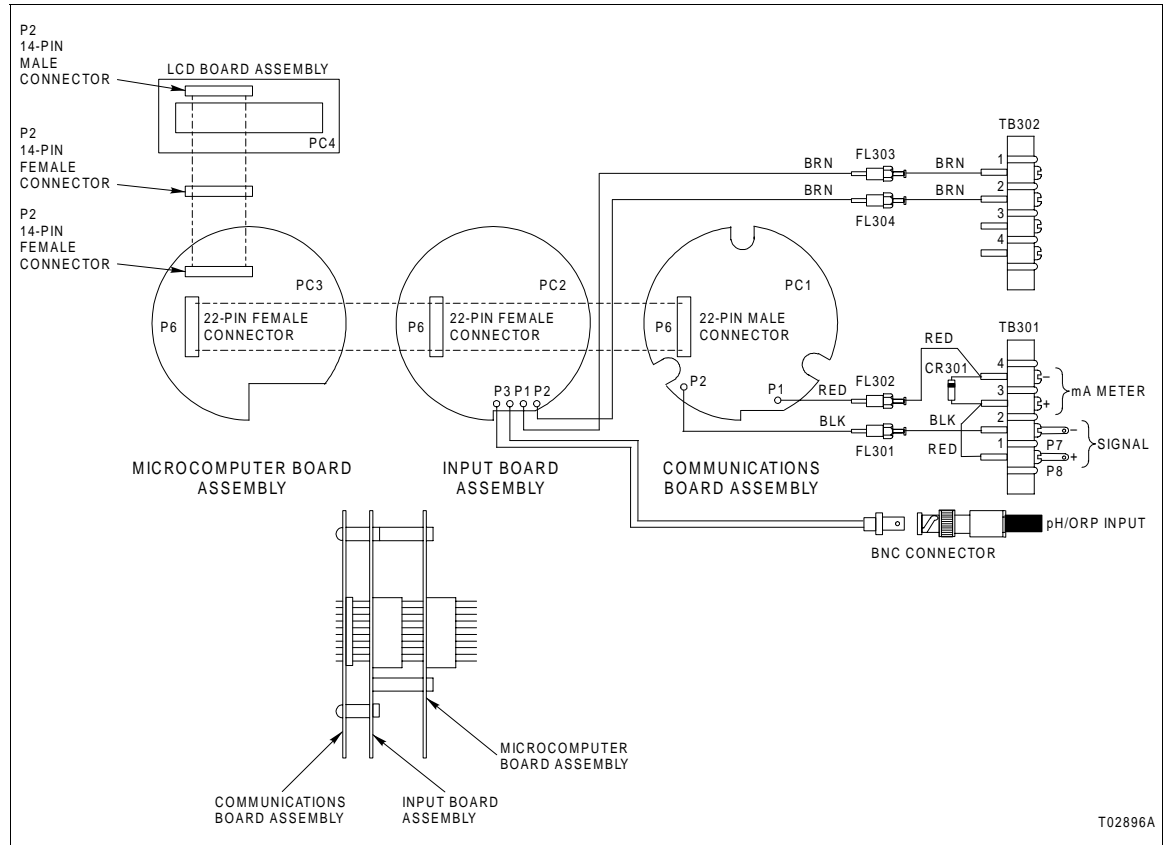 P2
14-PIN
MALE
CONNECTOR
LCD BOARD ASSEMBLY
PC4
P2
14-PIN
FEMALE
CONNECTOR
P2
14-PIN
FEMALE
CONNECTOR
TB302
1
2
3
4
BRN
FL303
BRN
BRN
FL304
BRN
PC3
P6
22-PIN FEMALE
CONNECTOR
PC2
P6
22-PIN FEMALE
CONNECTOR
P3 P1 P2
PC1
P6
22-PIN MALE
CONNECTOR
P2
P1
RED
FL302
RED
CR301
BLK
FL301
BLK
RED
TB301
4
3
2
1
–
+
mA METER
–
P7
+
P8
SIGNAL
MICROCOMPUTER BOARD
ASSEMBLY
INPUT BOARD
ASSEMBLY
COMMUNICATIONS
BOARD ASSEMBLY
pH/ORP INPUT
BNC CONNECTOR
MICROCOMPUTER
BOARD ASSEMBLY
COMMUNICATIONS
BOARD ASSEMBLY
INPUT BOARD
ASSEMBLY
T02896A